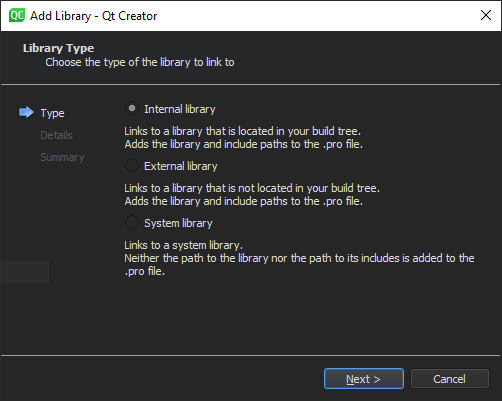 QC Add Library - Qt Creator
Library Type
Choose the type of the library to link to
Type
Details
Summary
Internal library
Links to a library that is located in your build tree.
Adds the library and include paths to the .pro file.
External library
Links to a library that is not located in your build tree.
Adds the library and include paths to the .pro file.
System library
Links to a system library.
Neither the path to the library nor the path to its includes is added to the
.pro file.
Next >
Cancel